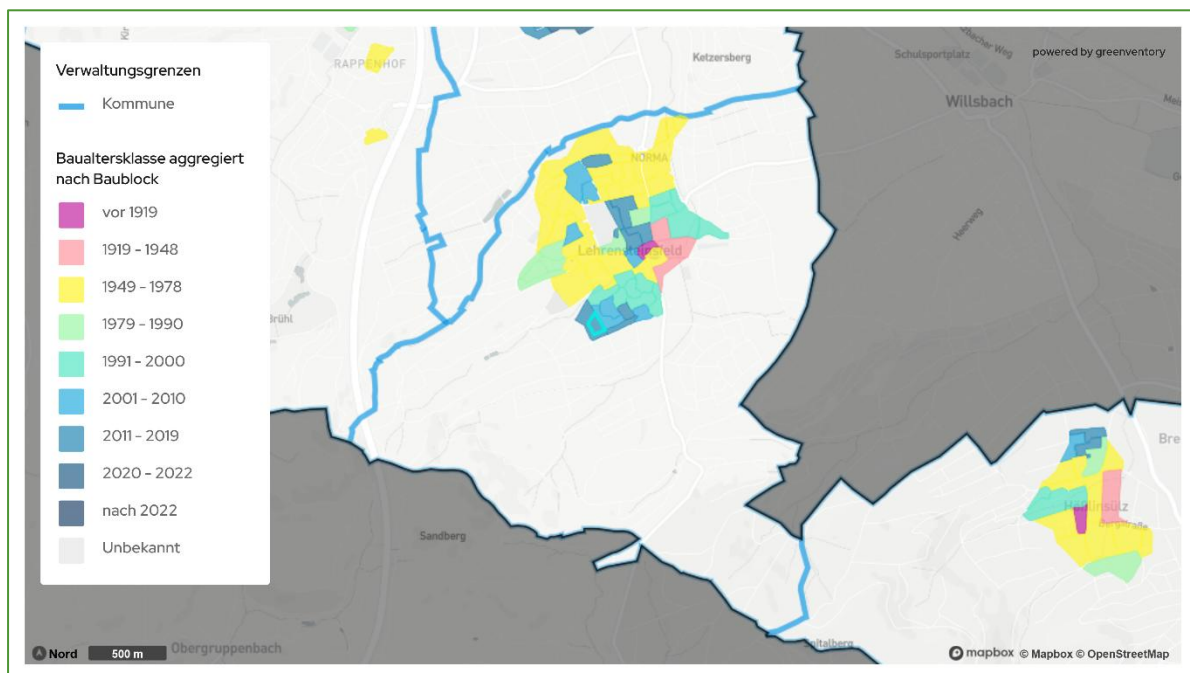 Verwaltungsgrenzen
Kommune
Baualtersklasse aggregiert
nach Baublock
vor 1919
1919 - 1948
1949 - 1978
1979 - 1990
1991 - 2000
2001 - 2010
2011 - 2019
2020 - 2022
nach 2022
Unbekannt
RAPPENHOF
Ketzersberg
Schulsportplatz
powered by greenventory
Willsbach
NORMA
Heerweg
Lehrensteinsfeld
Brühl
Bre
Sandberg
Obergruppenbach
Nord
500 m
mapbox © Mapbox © OpenStreetMap